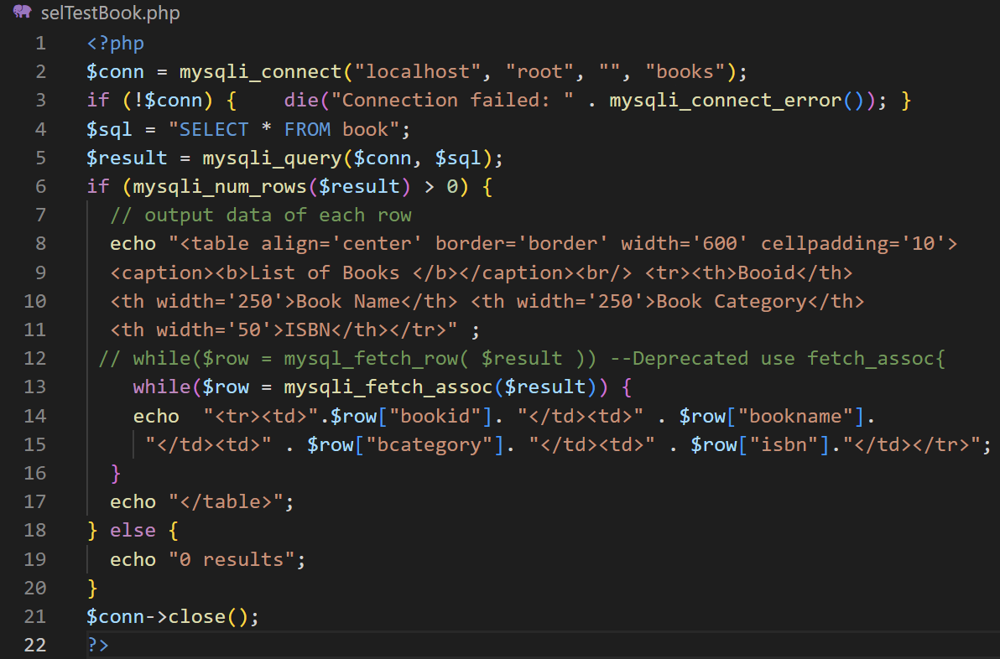 selTestBook.php
1 <?php
2 $conn = mysqli_connect("localhost", "root", "", "books");
3 if (!$conn) {    die("Connection failed: " . mysqli_connect_error()); }
4 $sql = "SELECT * FROM book";
5 $result = mysqli_query($conn, $sql);
6 if (mysqli_num_rows($result) > 0) {
7   // output data of each row
8   echo "<table align='center' border='border' width='600' cellpadding='10'>
9   <caption><b>List of Books </b></caption><br/> <tr><th>Booid</th>
10   <th width='250'>Book Name</th> <th width='250'>Book Category</th>
11   <th width='50'>ISBN</th></tr>" ;
12  // while($row = mysql_fetch_row( $result )) --Deprecated use fetch_assoc{
13     while($row = mysqli_fetch_assoc($result)) {
14     echo  "<tr><td>".$row["bookid"]. "</td><td>" . $row["bookname"].
15      "</td><td>" . $row["bcategory"]. "</td><td>" . $row["isbn"]."</td></tr>";
16   }
17   echo "</table>";
18 } else {
19   echo "0 results";
20 }
21 $conn->close();
22 ?>